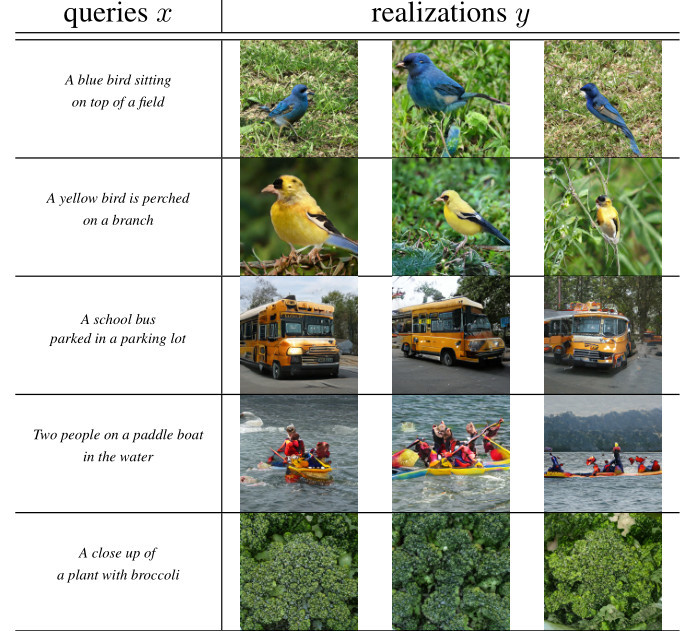 queries x
realizations y
A blue bird sitting
on top of a field
A yellow bird is perched
on a branch
A school bus
parked in a parking lot
Two people on a paddle boat
in the water
A close up of
a plant with broccoli